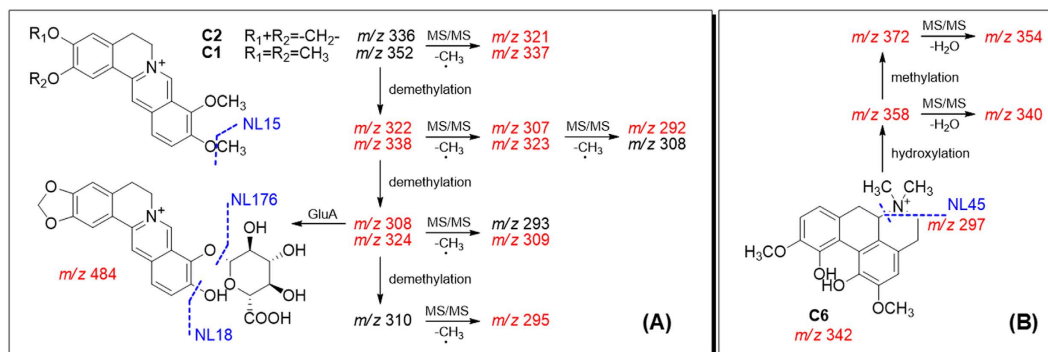 C2 R1+R2=-CH2- m/z 336 MS/MS m/z 321
C1 R1=R2=CH3 m/z 352 -CH3 m/z 337
R1
O
R2
O
N+
OCH3
OCH3
NL15
demethylation
m/z 322 MS/MS m/z 307 MS/MS m/z 292
m/z 338 -CH3 m/z 323 -CH3 m/z 308
demethylation
O
O
N+
NL176
GluA
m/z 308 MS/MS m/z 293
m/z 324 -CH3 m/z 309
m/z 484
O
OH
HO
OH
O
OH
COOH
NL18
demethylation
m/z 310 MS/MS m/z 295
-CH3
(A)
m/z 372 MS/MS m/z 354
-H2O
methylation
m/z 358 MS/MS m/z 340
-H2O
hydroxylation
H3C CH3
N+
NL45
m/z 297
H3CO
OH
HO
OCH3
C6
m/z 342
(B)